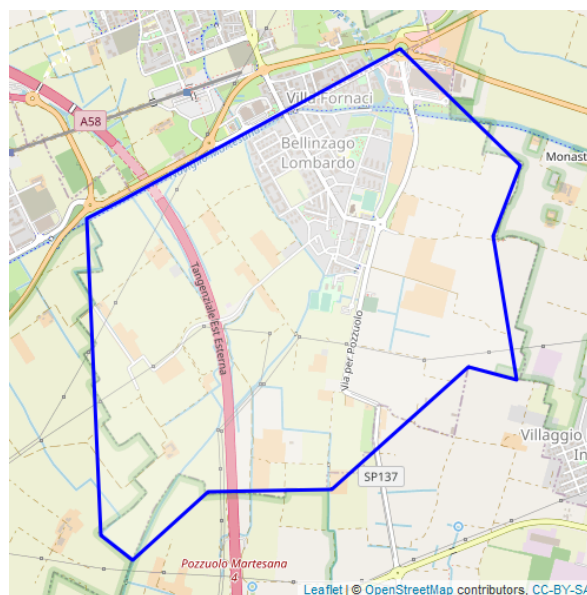 A58
Villa Fornaci
Bellinzago
Lombardo
Monast
Tangenziale Est Esterna
Via per Pozzuolo
Villaggio
In
SP137
Pozzuolo Martesana
4
Leaflet | © OpenStreetMap contributors, CC-BY-SA